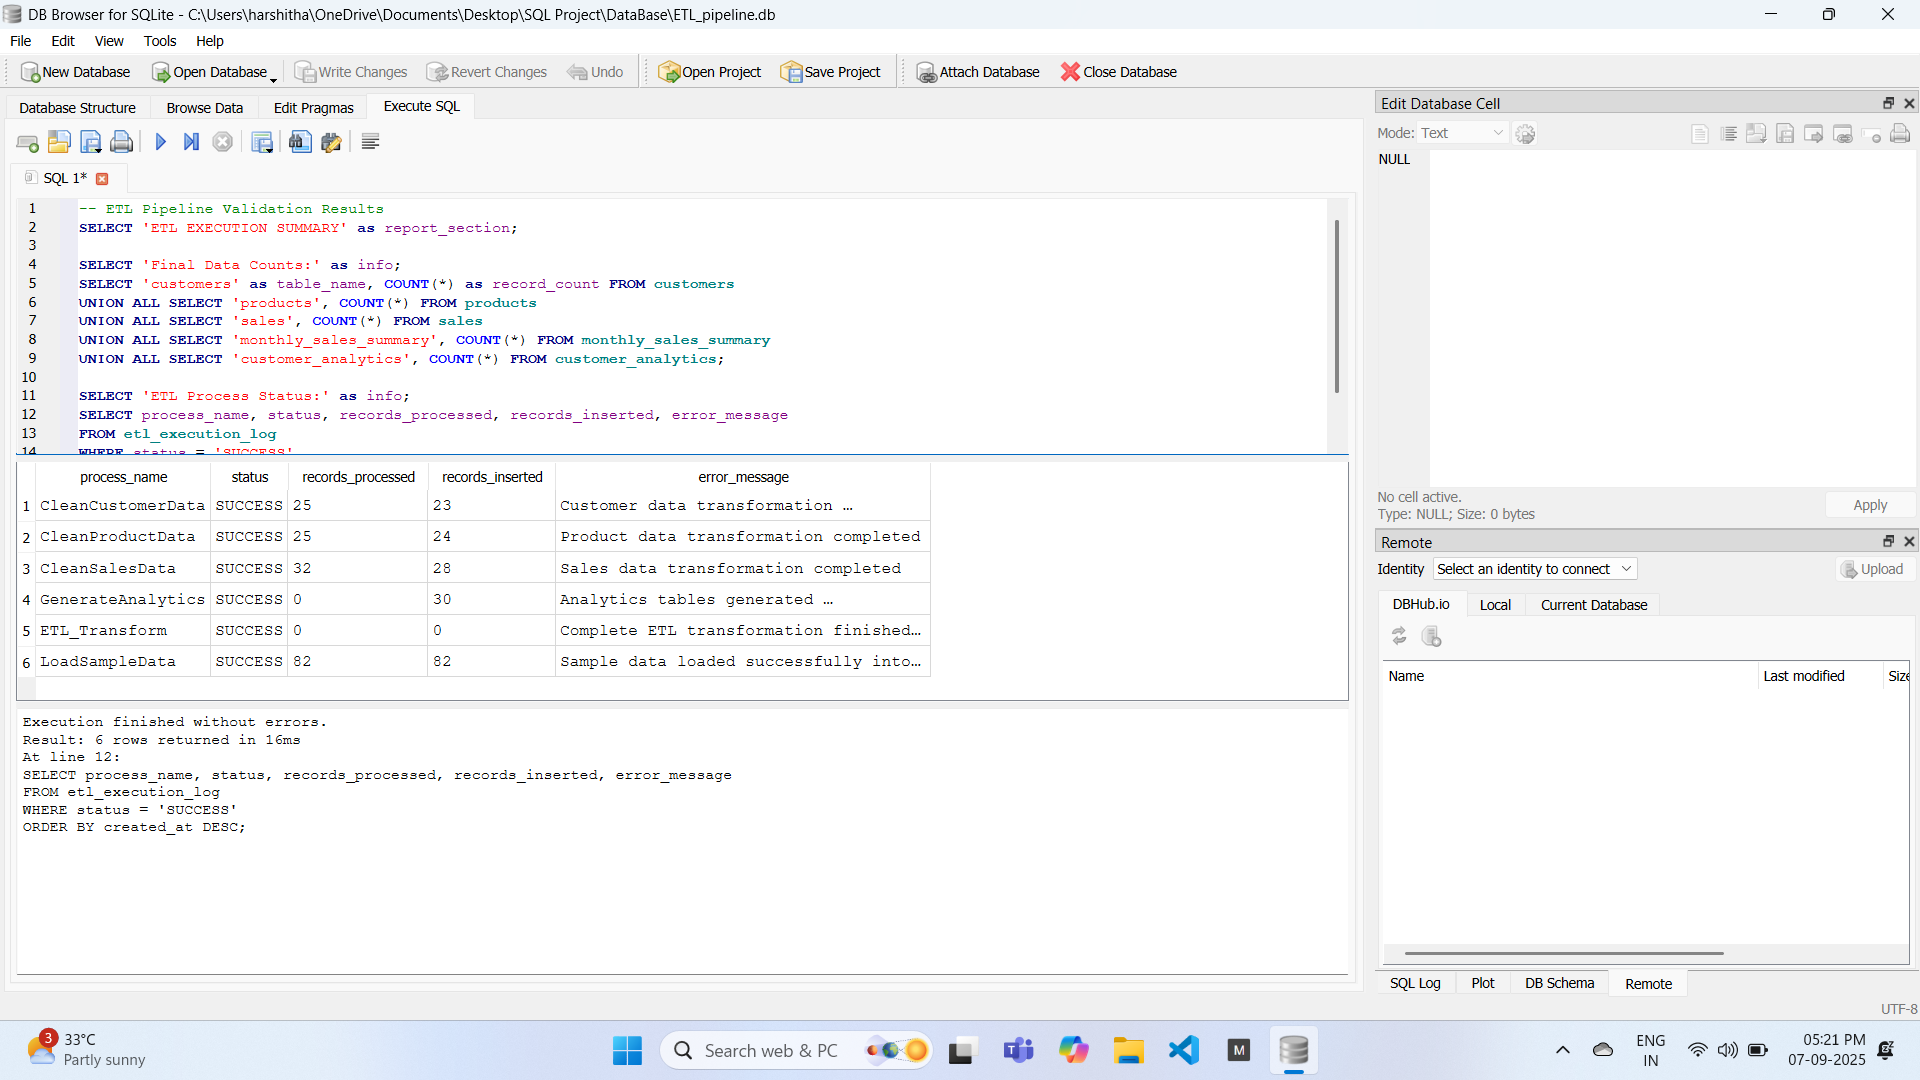 DB Browser for SQLite - C:\Users\harshitha\OneDrive\Documents\Desktop\SQL Project\DataBase\ETL_pipeline.db
File Edit View Tools Help
New Database Open Database Write Changes Revert Changes Undo Open Project Save Project Attach Database Close Database
Database Structure Browse Data Edit Pragmas Execute SQL
SQL 1*
1 -- ETL Pipeline Validation Results
2 SELECT 'ETL EXECUTION SUMMARY' as report_section;
3
4 SELECT 'Final Data Counts:' as info;
5 SELECT 'customers' as table_name, COUNT(*) as record_count FROM customers
6 UNION ALL SELECT 'products', COUNT(*) FROM products
7 UNION ALL SELECT 'sales', COUNT(*) FROM sales
8 UNION ALL SELECT 'monthly_sales_summary', COUNT(*) FROM monthly_sales_summary
9 UNION ALL SELECT 'customer_analytics', COUNT(*) FROM customer_analytics;
10
11 SELECT 'ETL Process Status:' as info;
12 SELECT process_name, status, records_processed, records_inserted, error_message
13 FROM etl_execution_log
14 WHERE status = 'SUCCESS'
process_name status records_processed records_inserted error_message
1 CleanCustomerData SUCCESS 25 23 Customer data transformation …
2 CleanProductData SUCCESS 25 24 Product data transformation completed
3 CleanSalesData SUCCESS 32 28 Sales data transformation completed
4 GenerateAnalytics SUCCESS 0 30 Analytics tables generated …
5 ETL_Transform SUCCESS 0 0 Complete ETL transformation finished…
6 LoadSampleData SUCCESS 82 82 Sample data loaded successfully into…
Execution finished without errors.
Result: 6 rows returned in 16ms
At line 12:
SELECT process_name, status, records_processed, records_inserted, error_message
FROM etl_execution_log
WHERE status = 'SUCCESS'
ORDER BY created_at DESC;
Edit Database Cell
Mode: Text
NULL
No cell active.
Type: NULL; Size: 0 bytes
Apply
Remote
Identity Select an identity to connect Upload
DBHub.io Local Current Database
Name Last modified Size
SQL Log Plot DB Schema Remote
UTF-8
3
33°C
Partly sunny
Search web & PC
M
ENG
IN
05:21 PM
07-09-2025